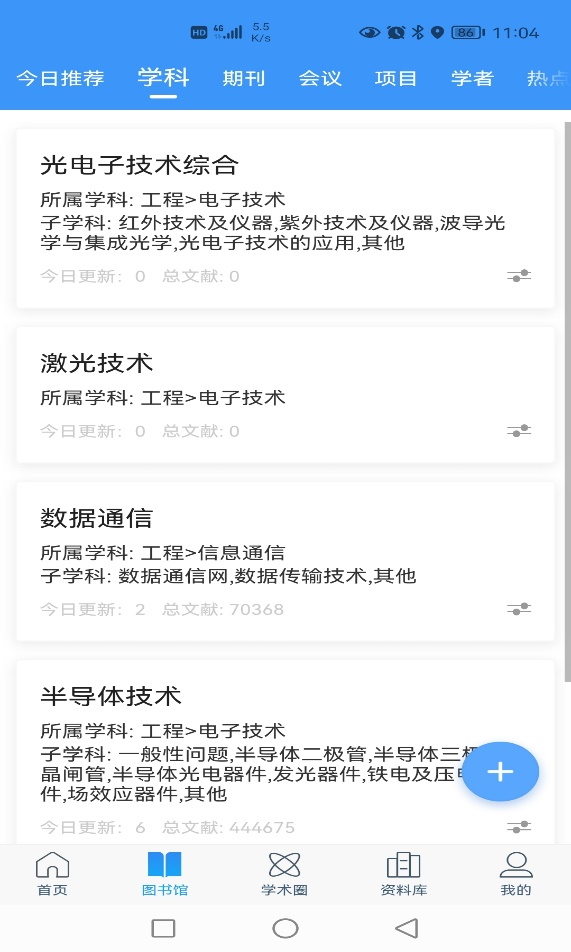 HD 4G 5.5 K/s 86 11:04
今日推荐 学科 期刊 会议 项目 学者 热点
光电子技术综合
所属学科: 工程>电子技术
子学科: 红外技术及仪器,紫外技术及仪器,波导光
学与集成光学,光电子技术的应用,其他
今日更新: 0 总文献: 0
激光技术
所属学科: 工程>电子技术
今日更新: 0 总文献: 0
数据通信
所属学科: 工程>信息通信
子学科: 数据通信网,数据传输技术,其他
今日更新: 2 总文献: 70368
半导体技术
所属学科: 工程>电子技术
子学科: 一般性问题,半导体二极管,半导体三
晶闸管,半导体光电器件,发光器件,铁电及压
件,场效应器件,其他
今日更新: 6 总文献: 444675
首页 图书馆 学术圈 资料库 我的